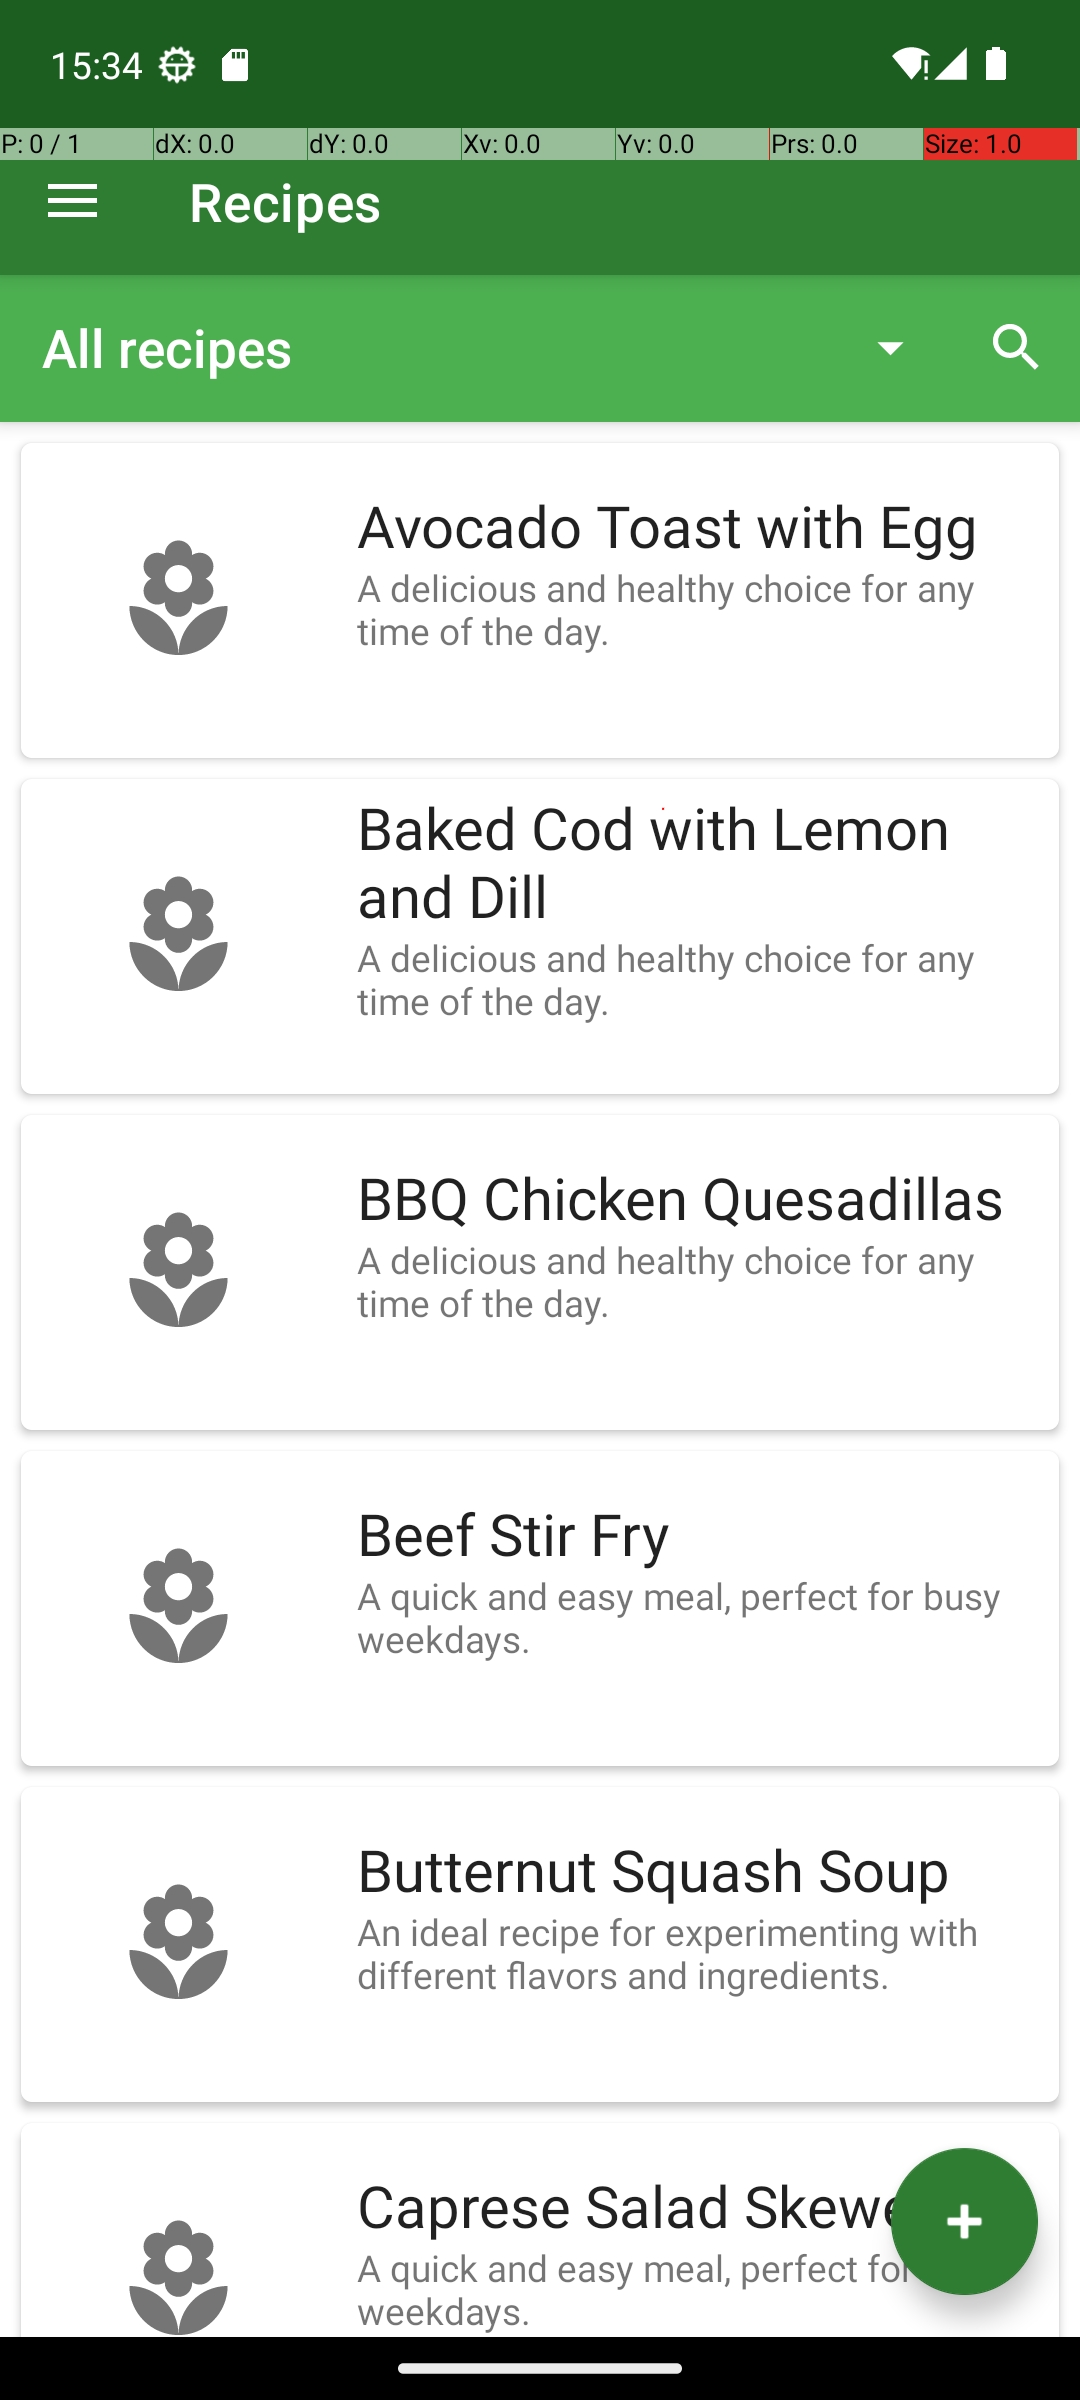 15:34
P: 0 / 1 dX: 0.0 dY: 0.0 Xv: 0.0 Yv: 0.0 Prs: 0.0 Size: 1.0
Recipes
All recipes
Avocado Toast with Egg
A delicious and healthy choice for any
time of the day.
Baked Cod with Lemon
and Dill
A delicious and healthy choice for any
time of the day.
BBQ Chicken Quesadillas
A delicious and healthy choice for any
time of the day.
Beef Stir Fry
A quick and easy meal, perfect for busy
weekdays.
Butternut Squash Soup
An ideal recipe for experimenting with
different flavors and ingredients.
Caprese Salad
A quick and easy meal, perfect for
weekdays.